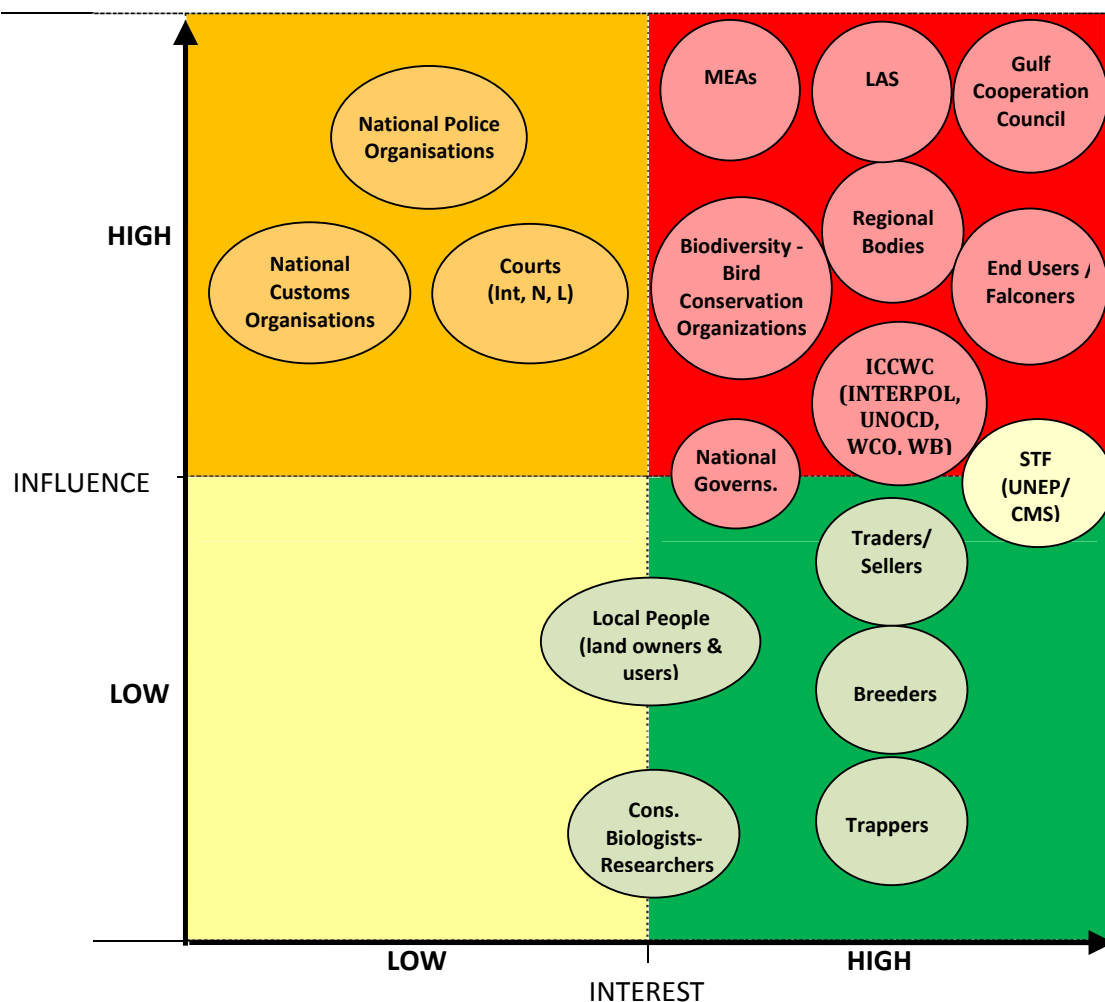 MEAs
LAS
Gulf
Cooperation
Council
National Police
Organisations
HIGH
National
Customs
Organisations
Courts
(Int, N, L)
Biodiversity -
Bird
Conservation
Organizations
Regional
Bodies
End Users /
Falconers
ICCWC
(INTERPOL,
UNOCD,
WCO, WB)
National
Governs.
STF
(UNEP/
CMS)
INFLUENCE
Traders/
Sellers
Local People
(land owners &
users)
LOW
Breeders
Cons.
Biologists-
Researchers
Trappers
LOW
HIGH
INTEREST